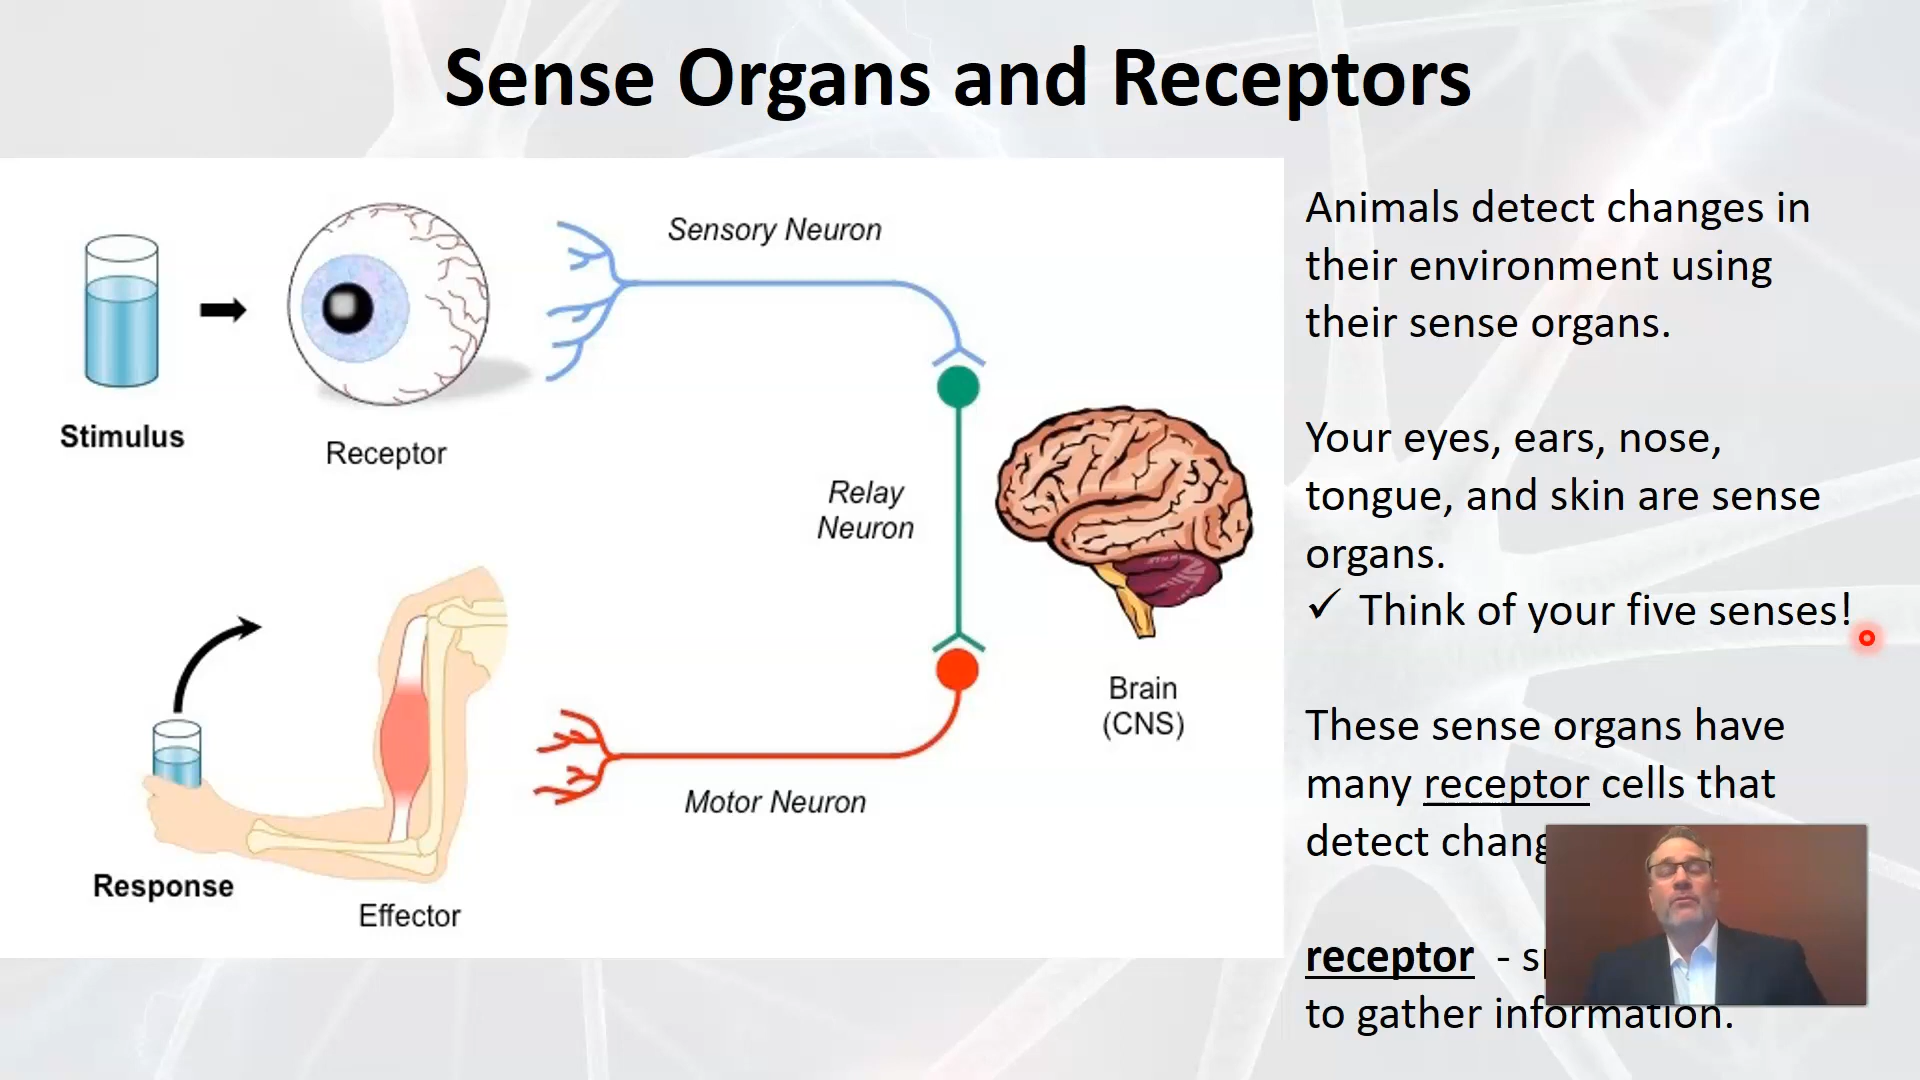 Sense Organs and Receptors
Sensory Neuron
Stimulus
Receptor
Relay
Neuron
Brain
(CNS)
Motor Neuron
Response
Effector
Animals detect changes in
their environment using
their sense organs.
Your eyes, ears, nose,
tongue, and skin are sense
organs.
✓ Think of your five senses!
These sense organs have
many receptor cells that
detect
receptor -
to gather information.